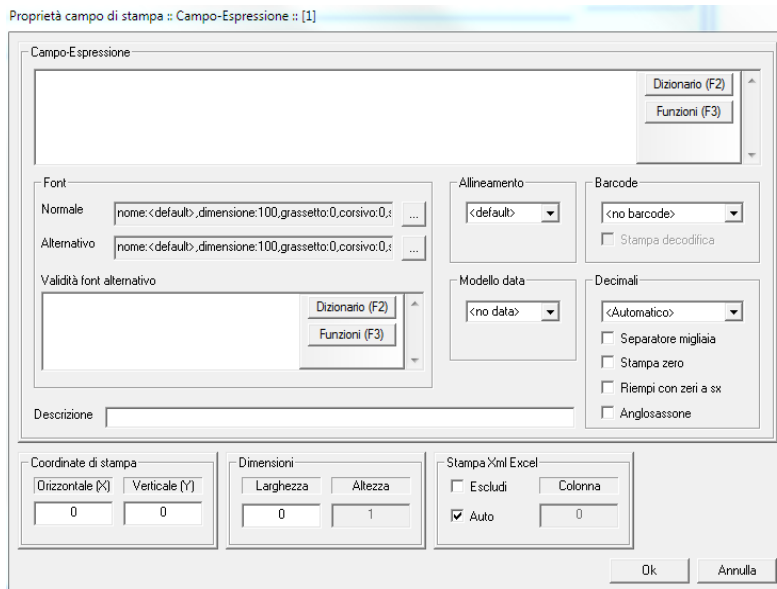 Proprietà campo di stampa :: Campo-Espressione :: [1]
Campo-Espressione
Dizionario (F2)
Funzioni (F3)
Font
Normale
nome:<default>,dimensione:100,grassetto:0,corsivo:0,s
...
Alternativo
nome:<default>,dimensione:100,grassetto:0,corsivo:0,s
...
Validità font alternativo
Dizionario (F2)
Funzioni (F3)
Allineamento
<default>
Barcode
<no barcode>
Stampa decodifica
Modello data
<no data>
Decimali
<Automatico>
Separatore migliaia
Stampa zero
Riempi con zeri a sx
Anglosassone
Descrizione
Coordinate di stampa
Orizzontale (X) Verticale (Y)
0 0
Dimensioni
Larghezza Altezza
0 1
Stampa Xml Excel
Escludi Colonna
Auto 0
Ok Annulla